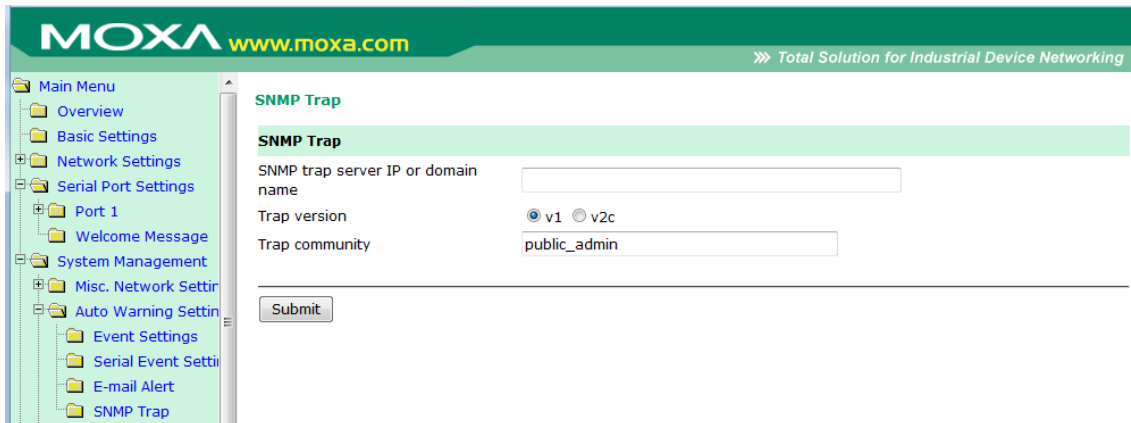 MOXA www.moxa.com
Total Solution for Industrial Device Networking
Main Menu
Overview
Basic Settings
Network Settings
Serial Port Settings
Port 1
Welcome Message
System Management
Misc. Network Settin
Auto Warning Settin
Event Settings
Serial Event Settin
E-mail Alert
SNMP Trap
SNMP Trap
SNMP Trap
SNMP trap server IP or domain
name
Trap version v1 v2c
Trap community public_admin
Submit